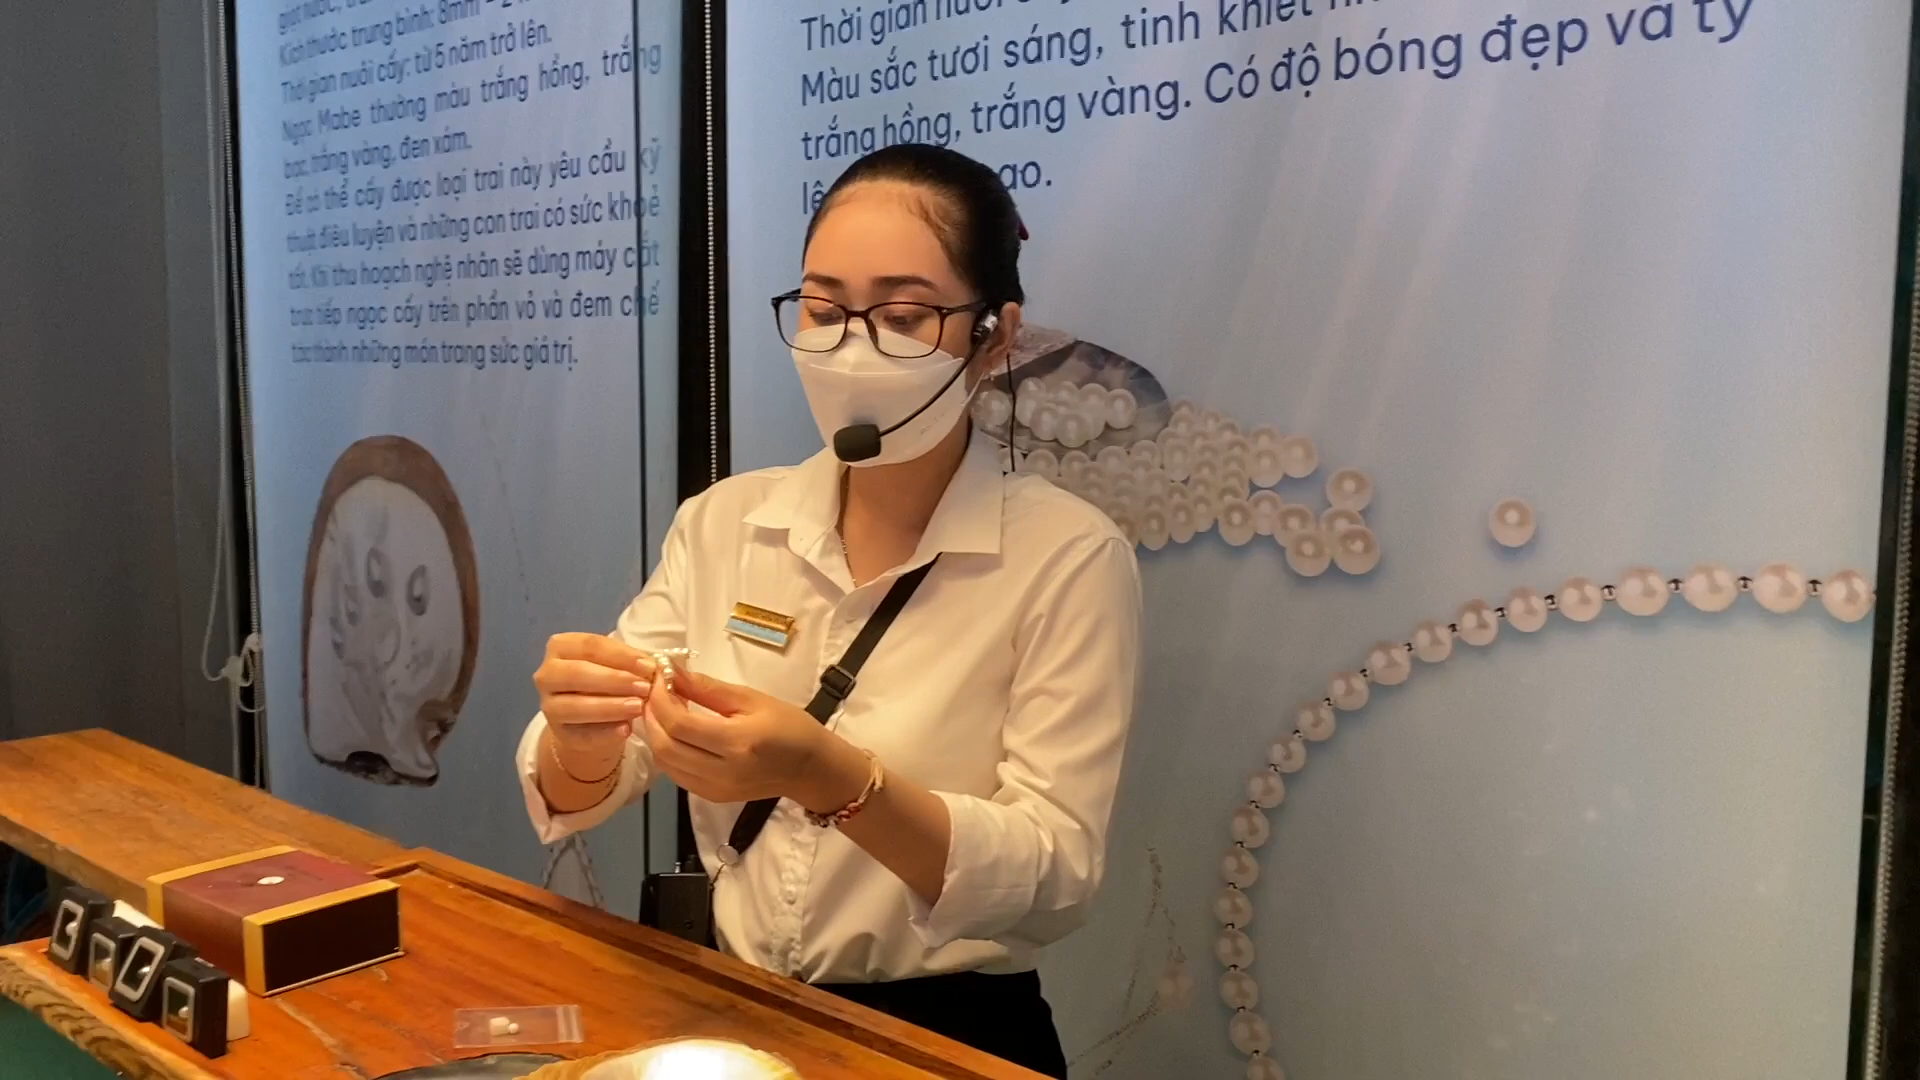 Kích thước trung bình: 8mm -
Thời gian nuôi cấy: từ 5 năm trở lên.
Ngọc Mabe thường màu trắng hồng, trắng
bạc, trắng vàng, đen xám.
Để có thể cấy được loại trai này yêu cầu kỹ
thuật điêu luyện và những con trai có sức khoẻ
tốt. Khi thu hoạch nghệ nhân sẽ dùng máy cắt
trực tiếp ngọc cấy trên phần vỏ và đem chế
tác thành những món trang sức giá trị.
Thời gian nuôi
Màu sắc tươi sáng, tinh khiết
trắng hồng, trắng vàng. Có độ bóng đẹp và tỷ